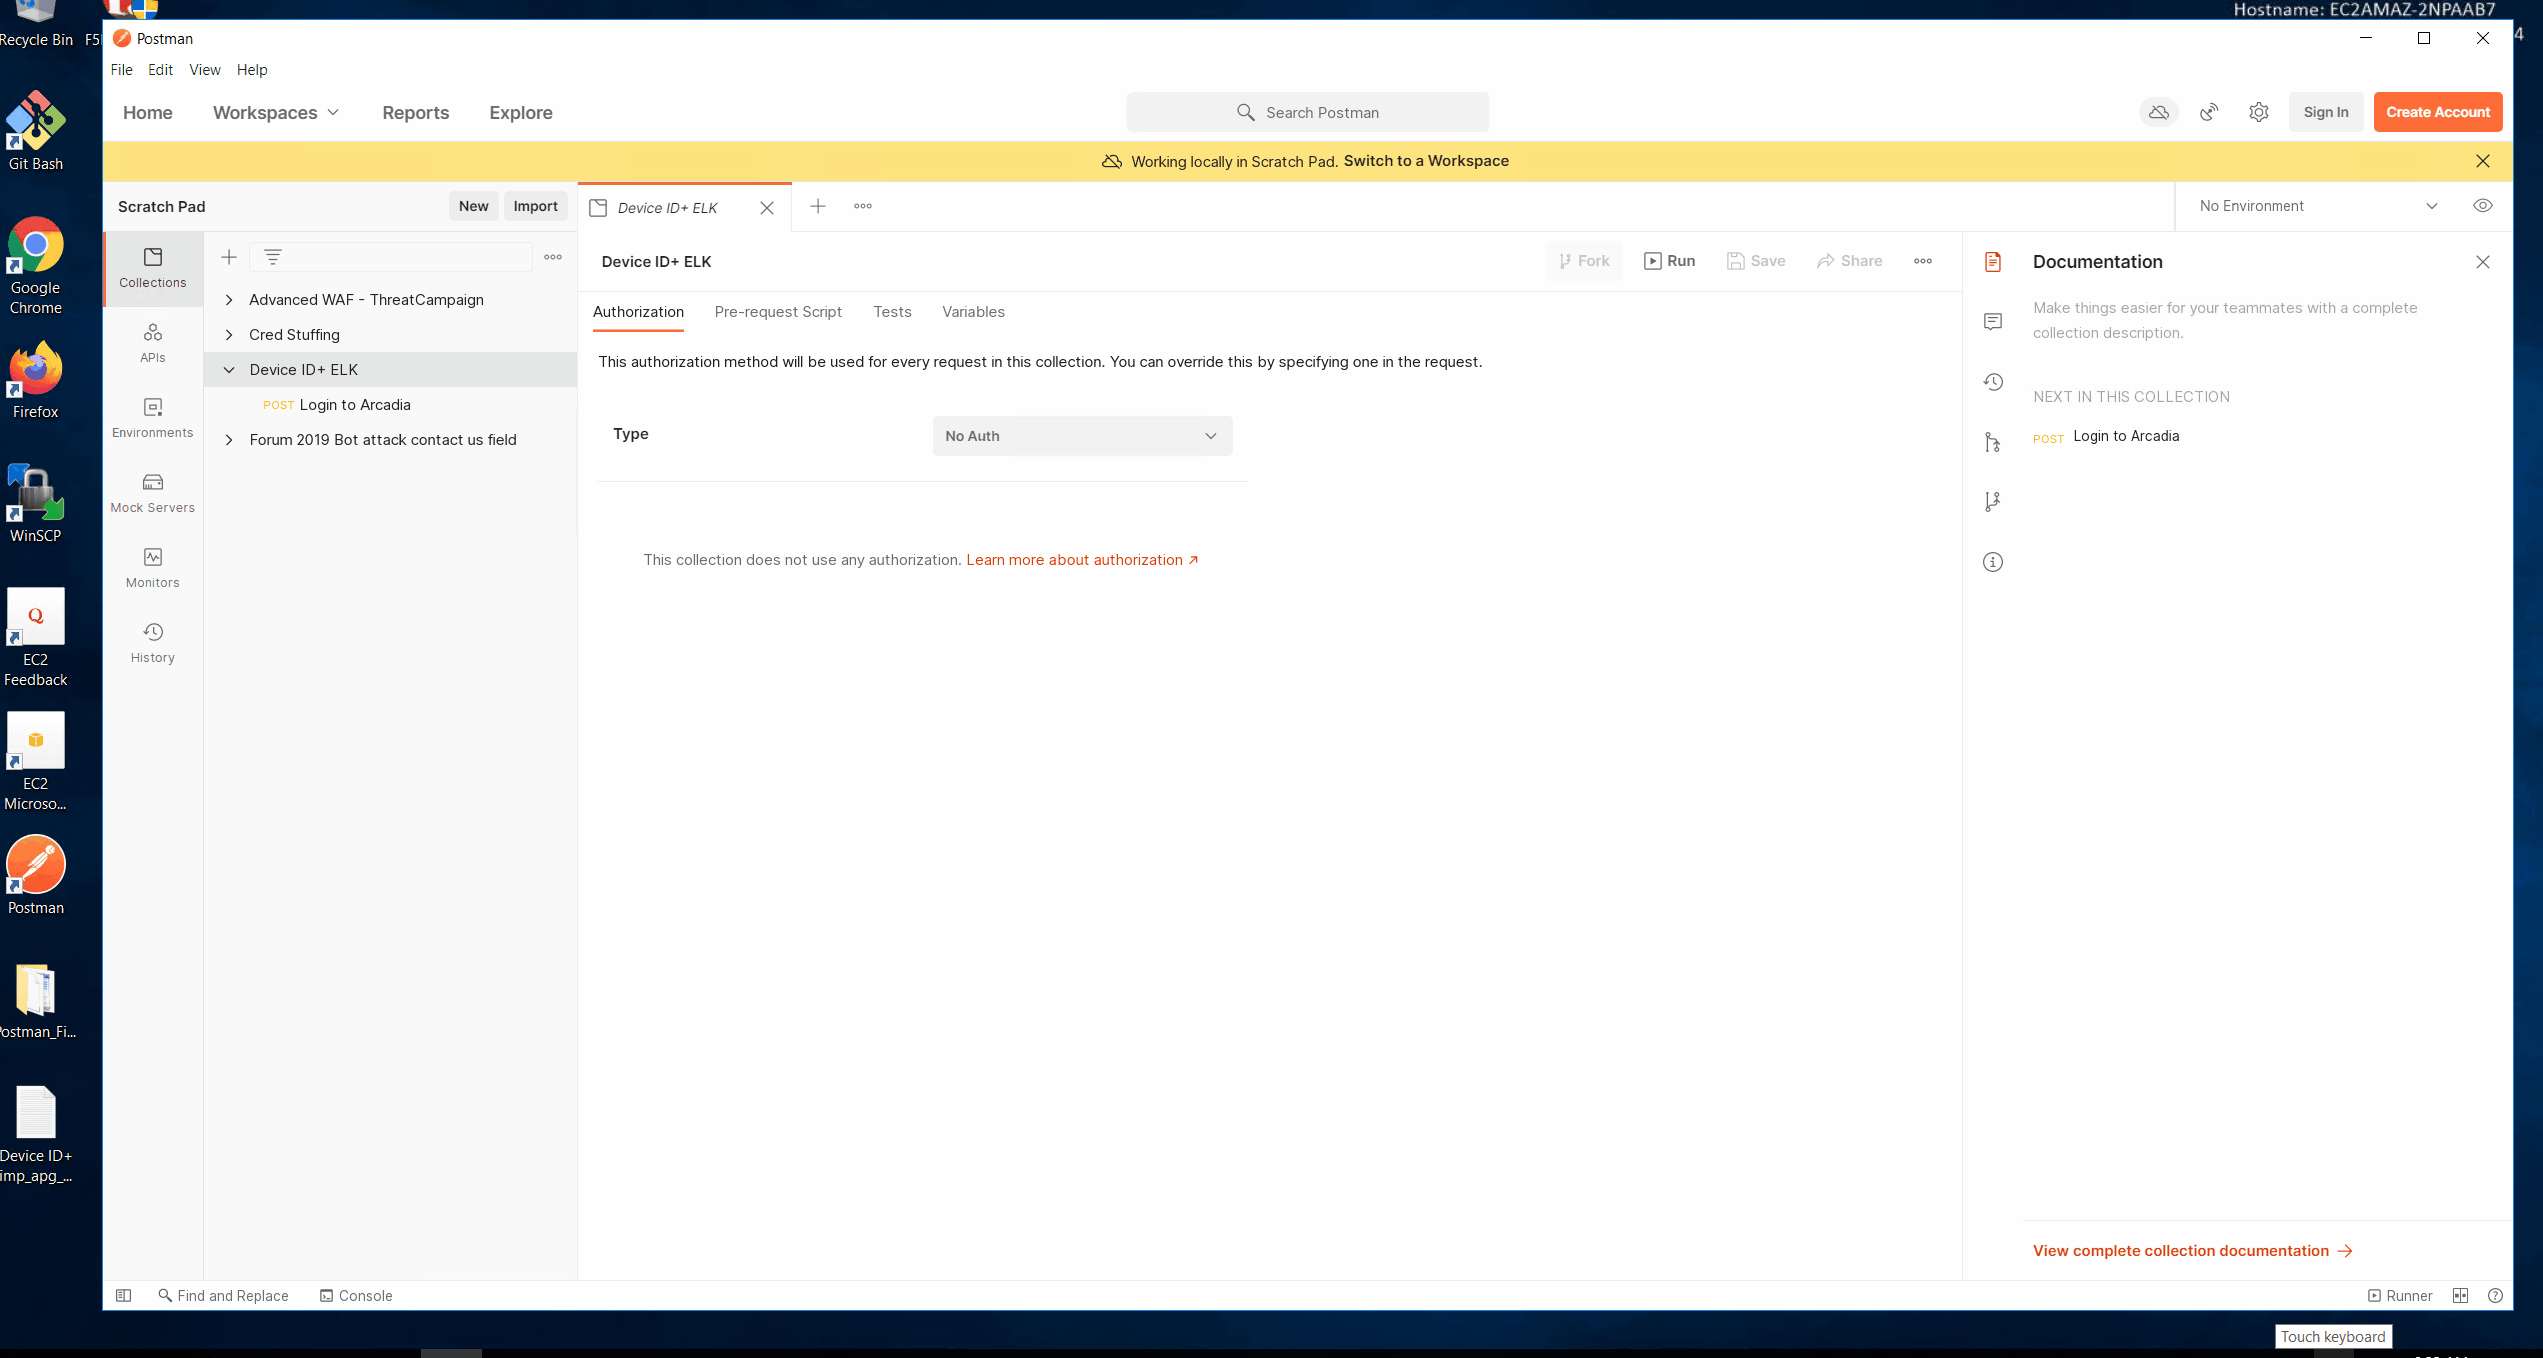 Hostname: EC2AMAZ-2NPAAB7
4
Recycle Bin
Git Bash
Google
Chrome
Firefox
WinSCP
EC2
Feedback
EC2
Microso...
Postman
Postman_Fi...
Device ID+
imp_apg_...
Postman
File Edit View Help
Home Workspaces Reports Explore
Search Postman
Sign In Create Account
Working locally in Scratch Pad. Switch to a Workspace
Scratch Pad New Import
Device ID+ ELK
No Environment
Collections
APIs
Environments
Mock Servers
Monitors
History
Advanced WAF - ThreatCampaign
Cred Stuffing
Device ID+ ELK
POST Login to Arcadia
Forum 2019 Bot attack contact us field
Device ID+ ELK
Fork Run Save Share
Authorization Pre-request Script Tests Variables
This authorization method will be used for every request in this collection. You can override this by specifying one in the request.
Type No Auth
This collection does not use any authorization. Learn more about authorization
Documentation
Make things easier for your teammates with a complete
collection description.
NEXT IN THIS COLLECTION
POST Login to Arcadia
View complete collection documentation
Find and Replace Console
Runner
Touch keyboard